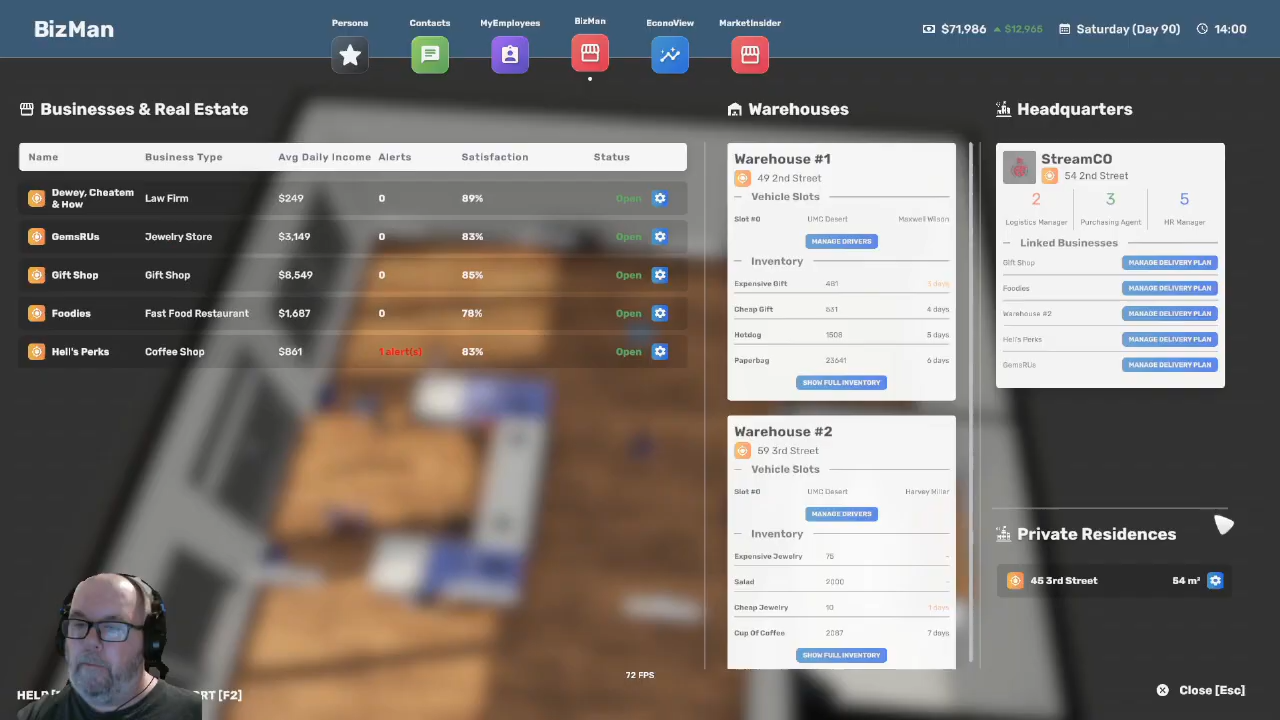 BizMan
Persona
Contacts
MyEmployees
BizMan
EconoView
MarketInsider
$71,986 ▲ $12,965
Saturday (Day 90)
14:00
Businesses & Real Estate
Name Business Type Avg Daily Income Alerts Satisfaction Status
Dewey, Cheatem
& How
Law Firm $249 0 89% Open
GemsRUs Jewelry Store $3,149 0 83% Open
Gift Shop Gift Shop $8,549 0 85% Open
Foodies Fast Food Restaurant $1,687 0 78% Open
Hell's Perks Coffee Shop $861 1 alert(s) 83% Open
Warehouses
Warehouse #1
49 2nd Street
Vehicle Slots
Slot #0 UMC Desert Maxwell Wilson
MANAGE DRIVERS
Inventory
Expensive Gift 481 3 days
Cheap Gift 531 4 days
Hotdog 1508 5 days
Paperbag 23641 6 days
SHOW FULL INVENTORY
Warehouse #2
59 3rd Street
Vehicle Slots
Slot #0 UMC Desert Harvey Miller
MANAGE DRIVERS
Inventory
Expensive Jewelry 75 -
Salad 2000 -
Cheap Jewelry 10
Cup Of Coffee 2087 7 days
SHOW FULL INVENTORY
Headquarters
StreamCO
54 2nd Street
2 3 5
Logistics Manager Purchasing Agent HR Manager
Linked Businesses
Gift Shop MANAGE DELIVERY PLAN
Foodies MANAGE DELIVERY PLAN
Warehouse #2 MANAGE DELIVERY PLAN
Hell's Perks MANAGE DELIVERY PLAN
GemsRUs MANAGE DELIVERY PLAN
Private Residences
45 3rd Street 54 m²
72 FPS
RT [F2]
Close [Esc]